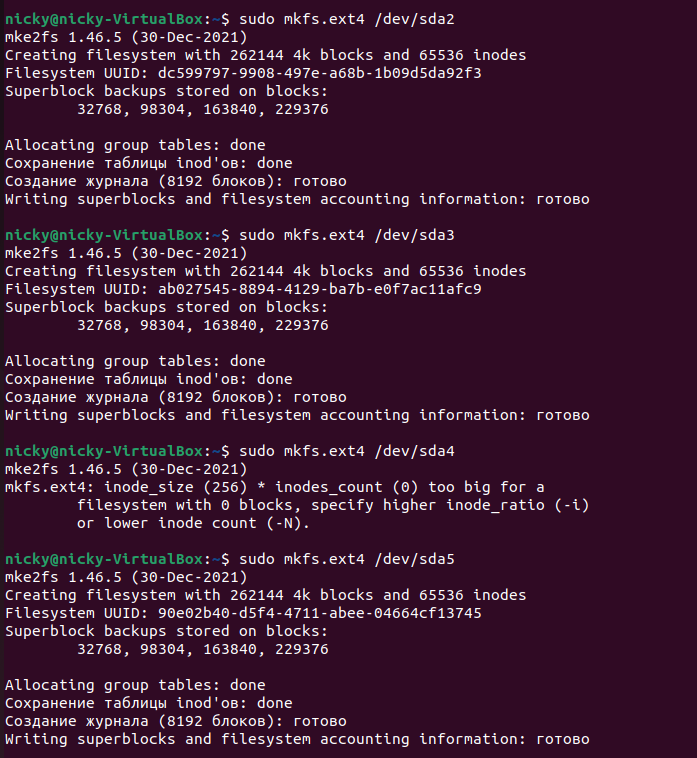 nicky@nicky-VirtualBox:~$ sudo mkfs.ext4 /dev/sda2
mke2fs 1.46.5 (30-Dec-2021)
Creating filesystem with 262144 4k blocks and 65536 inodes
Filesystem UUID: dc599797-9908-497e-a68b-1b09d5da92f3
Superblock backups stored on blocks:
        32768, 98304, 163840, 229376

Allocating group tables: done
Сохранение таблицы inod'ов: done
Создание журнала (8192 блоков): готово
Writing superblocks and filesystem accounting information: готово

nicky@nicky-VirtualBox:~$ sudo mkfs.ext4 /dev/sda3
mke2fs 1.46.5 (30-Dec-2021)
Creating filesystem with 262144 4k blocks and 65536 inodes
Filesystem UUID: ab027545-8894-4129-ba7b-e0f7ac11afc9
Superblock backups stored on blocks:
        32768, 98304, 163840, 229376

Allocating group tables: done
Сохранение таблицы inod'ов: done
Создание журнала (8192 блоков): готово
Writing superblocks and filesystem accounting information: готово

nicky@nicky-VirtualBox:~$ sudo mkfs.ext4 /dev/sda4
mke2fs 1.46.5 (30-Dec-2021)
mkfs.ext4: inode_size (256) * inodes_count (0) too big for a
        filesystem with 0 blocks, specify higher inode_ratio (-i)
        or lower inode count (-N).

nicky@nicky-VirtualBox:~$ sudo mkfs.ext4 /dev/sda5
mke2fs 1.46.5 (30-Dec-2021)
Creating filesystem with 262144 4k blocks and 65536 inodes
Filesystem UUID: 90e02b40-d5f4-4711-abee-04664cf13745
Superblock backups stored on blocks:
        32768, 98304, 163840, 229376

Allocating group tables: done
Сохранение таблицы inod'ов: done
Создание журнала (8192 блоков): готово
Writing superblocks and filesystem accounting information: готово